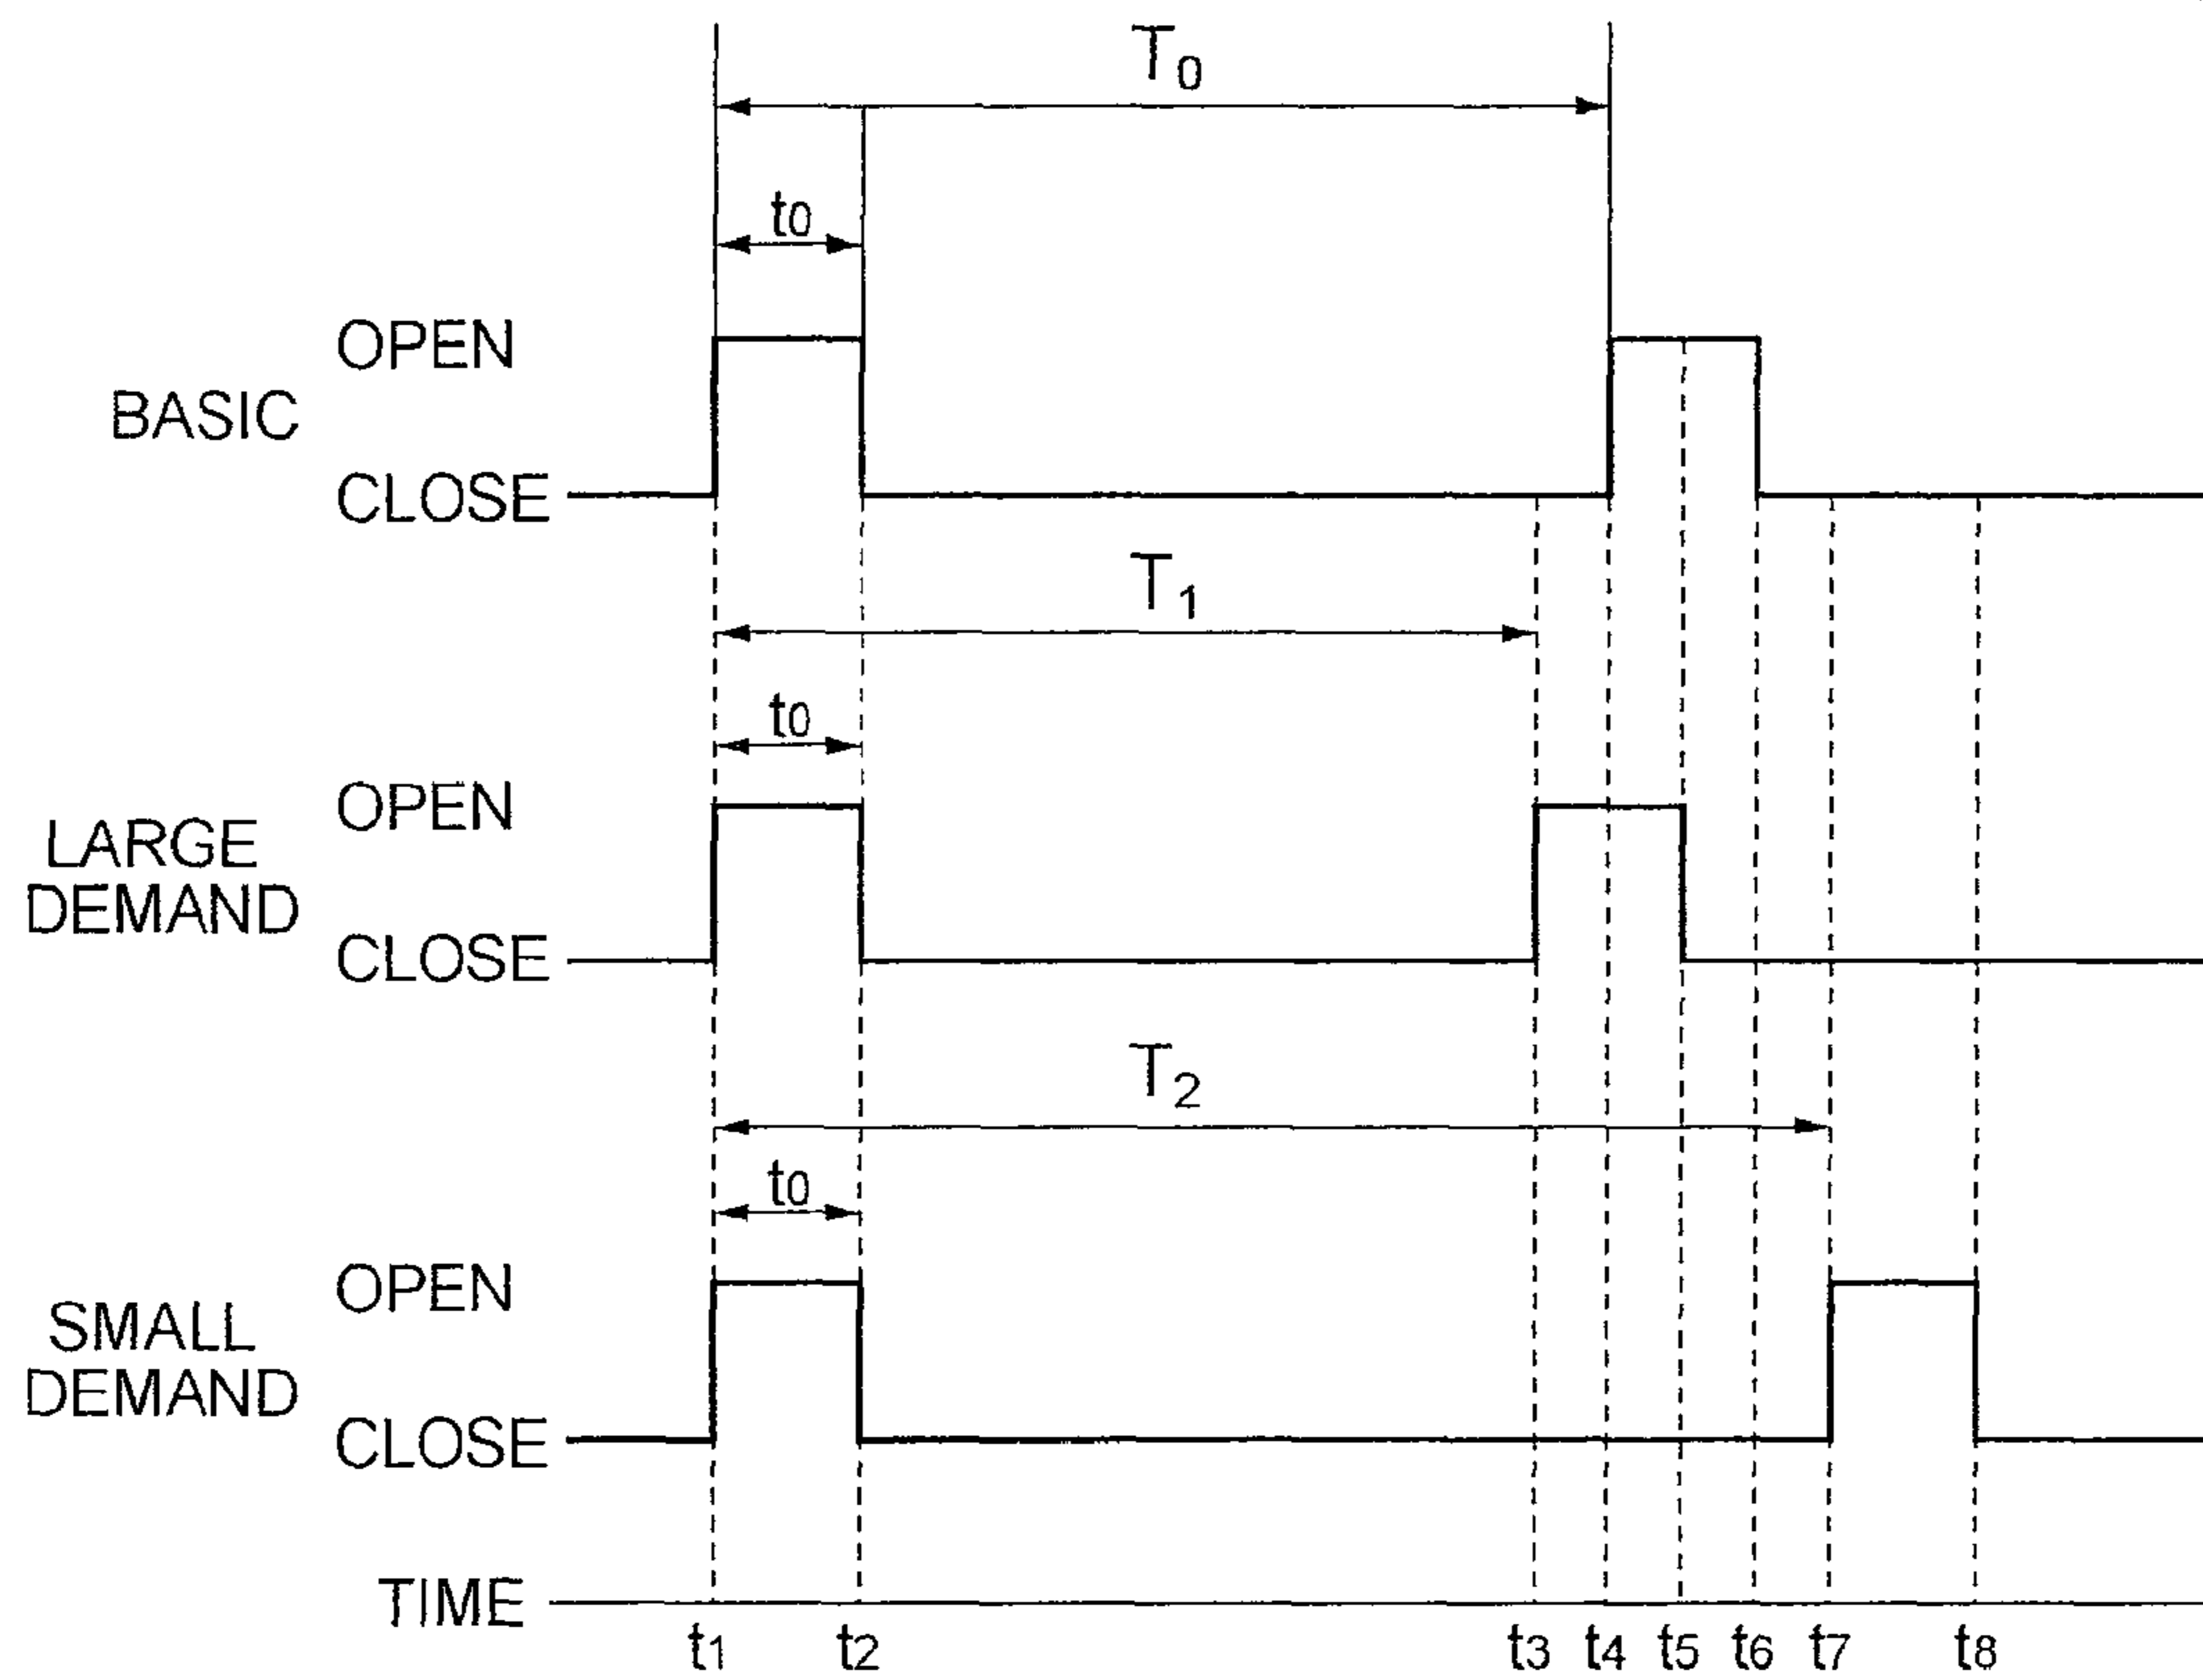 T0
t0
OPEN
BASIC
CLOSE
T1
t0
OPEN
LARGE
DEMAND
CLOSE
T2
t0
OPEN
SMALL
DEMAND
CLOSE
TIME
t1 t2 t3 t4 t5 t6 t7 t8